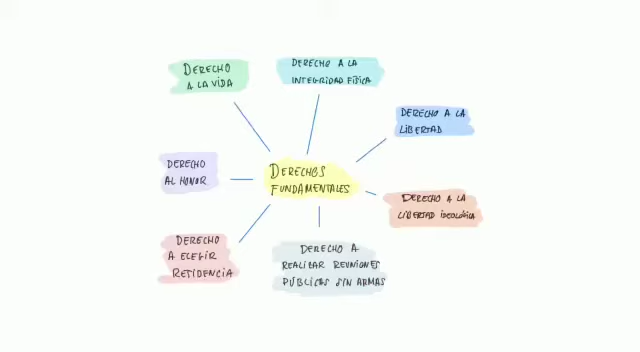 DERECHO
A LA VIDA
DERECHO A LA
INTEGRIDAD FÍSICA
DERECHO A LA
LIBERTAD
DERECHO
AL HONOR
DERECHOS
FUNDAMENTALES
DERECHO A LA
LIBERTAD IDEOLÓGICA
DERECHO
A ELEGIR
RESIDENCIA
DERECHO A
REALIZAR REUNIONES
PÚBLICAS SIN ARMAS